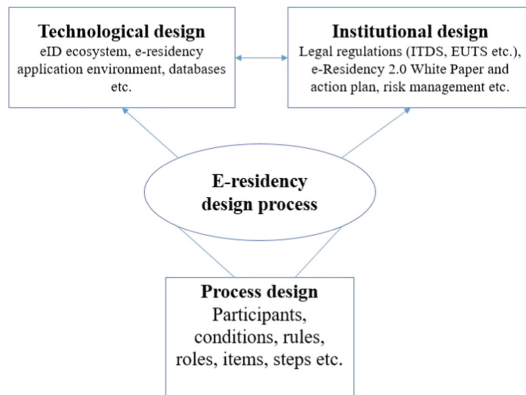 Technological design
eID ecosystem, e-residency
application environment, databases
etc.
Institutional design
Legal regulations (ITDS, EUTS etc.),
e-Residency 2.0 White Paper and
action plan, risk management etc.
E-residency
design process
Process design
Participants,
conditions, rules,
roles, items, steps etc.